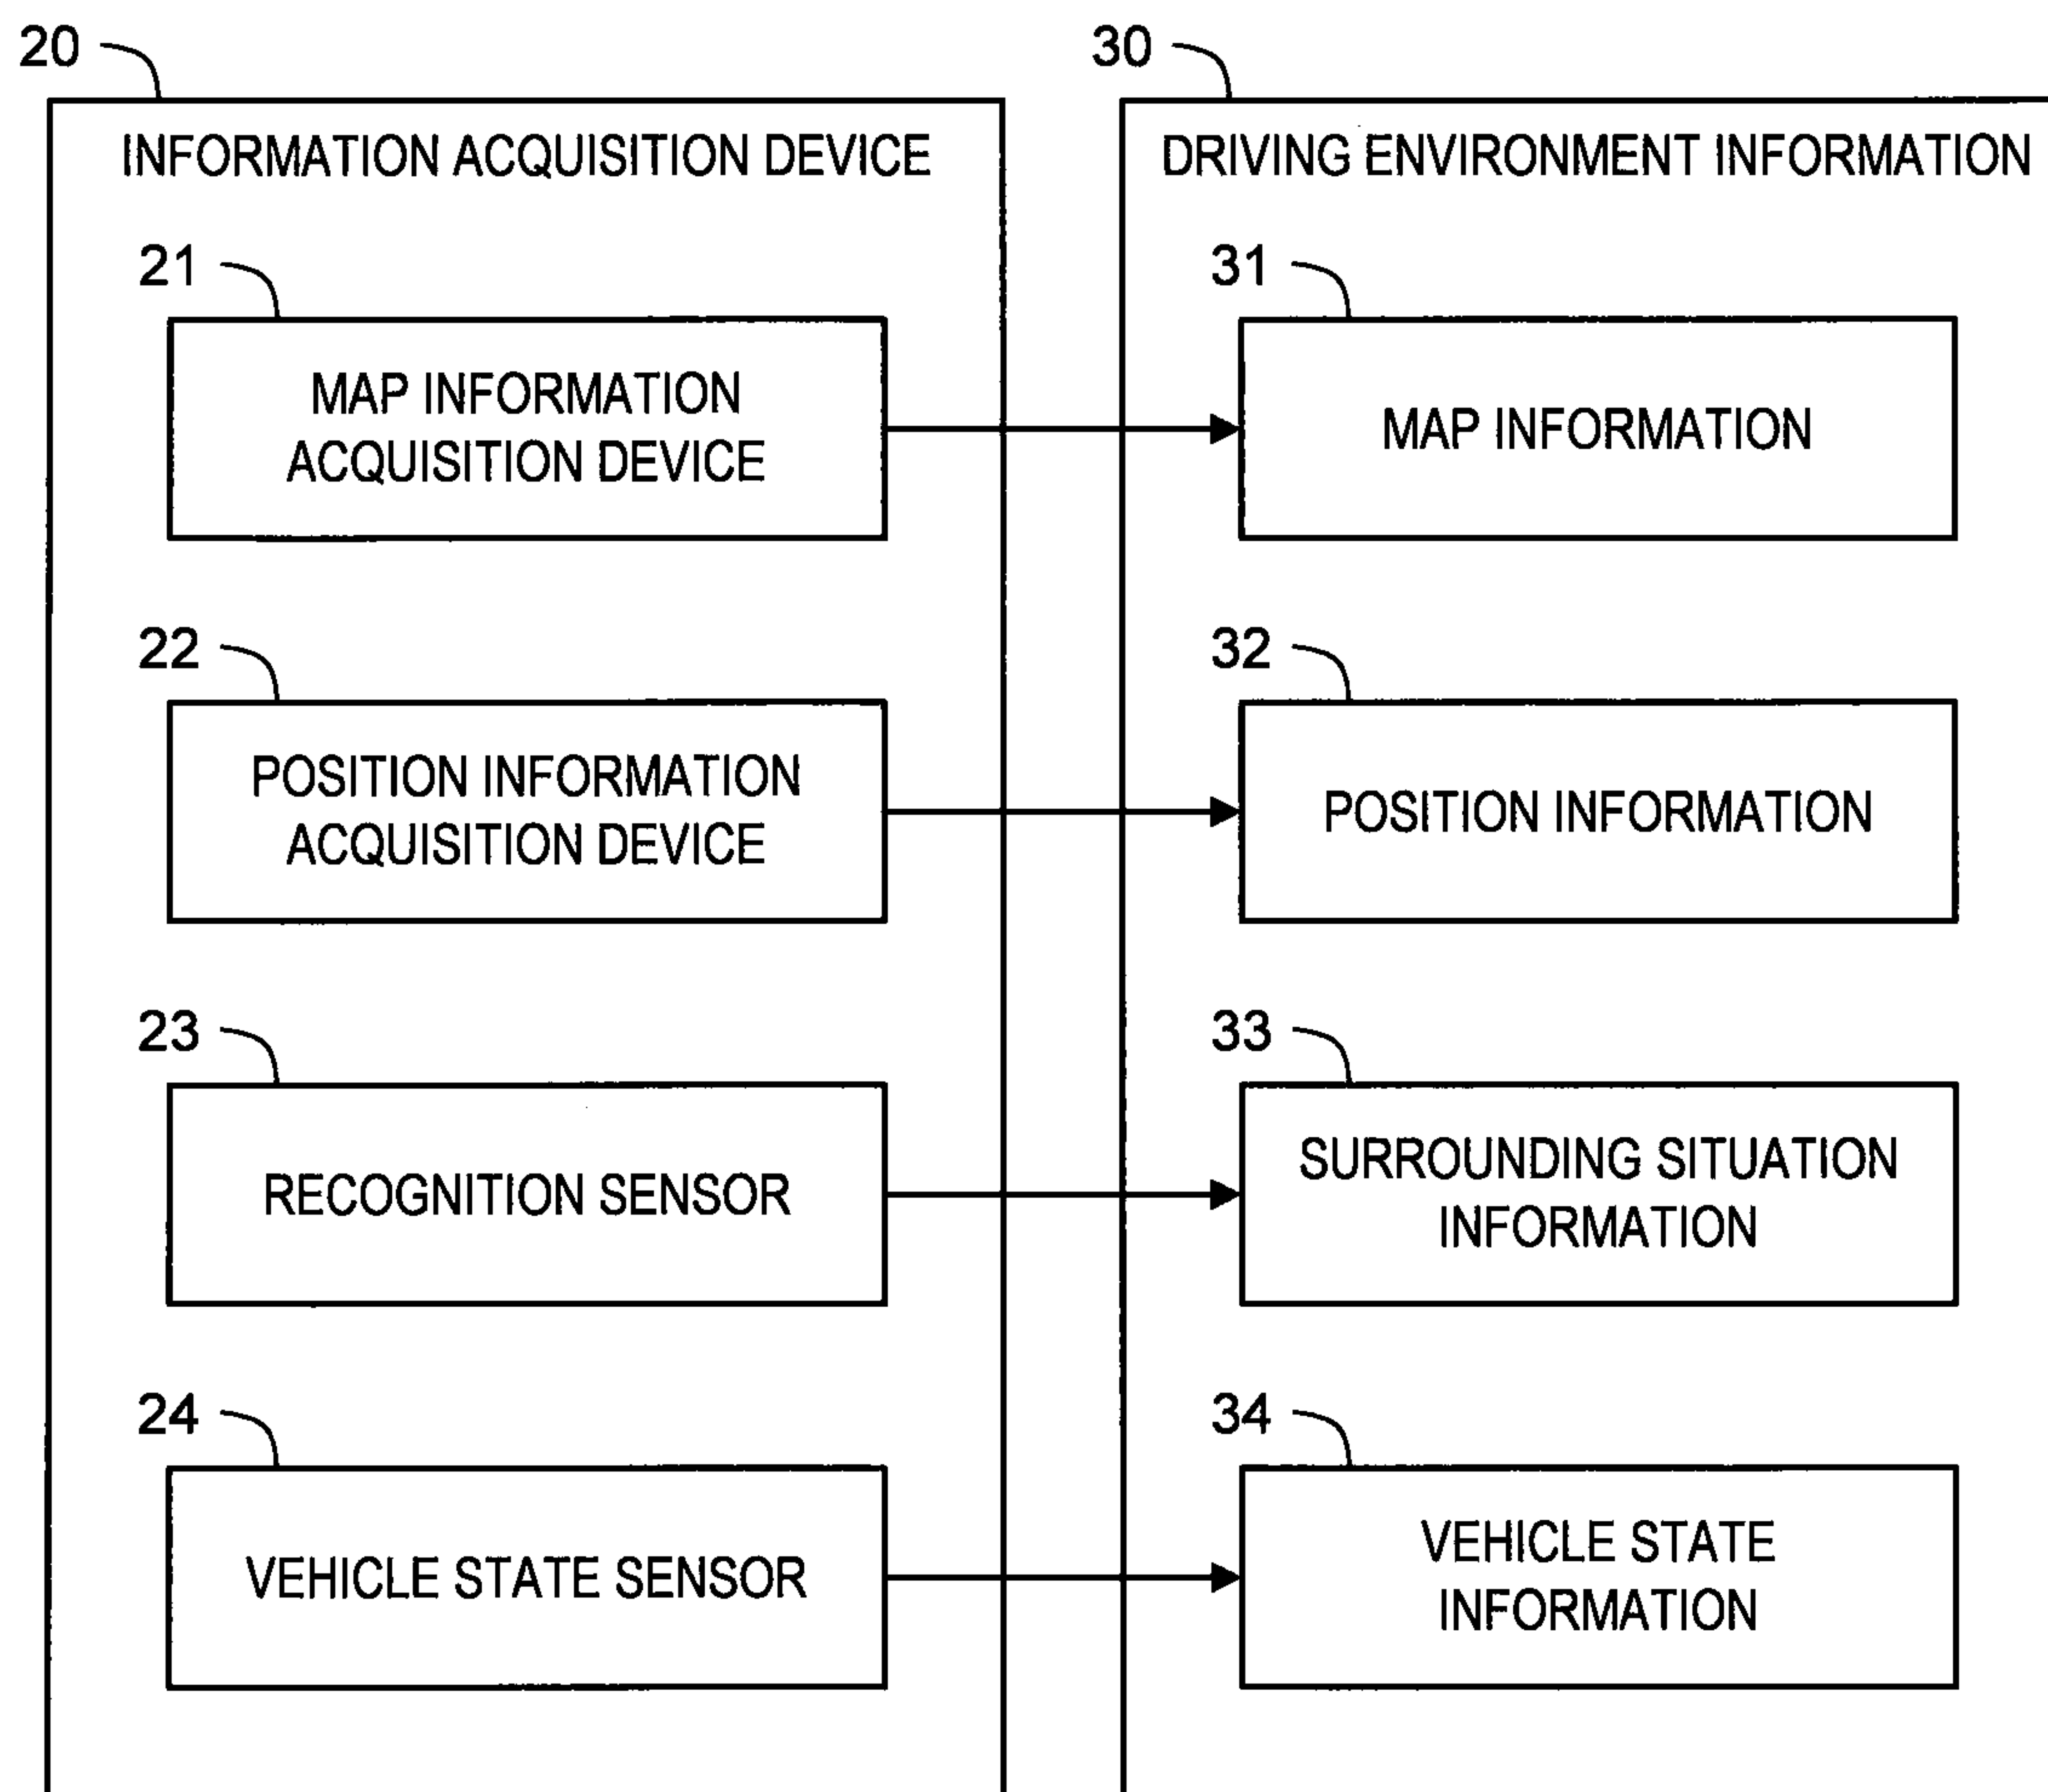 20
INFORMATION ACQUISITION DEVICE
21
MAP INFORMATION
ACQUISITION DEVICE
22
POSITION INFORMATION
ACQUISITION DEVICE
23
RECOGNITION SENSOR
24
VEHICLE STATE SENSOR
30
DRIVING ENVIRONMENT INFORMATION
31
MAP INFORMATION
32
POSITION INFORMATION
33
SURROUNDING SITUATION
INFORMATION
34
VEHICLE STATE
INFORMATION